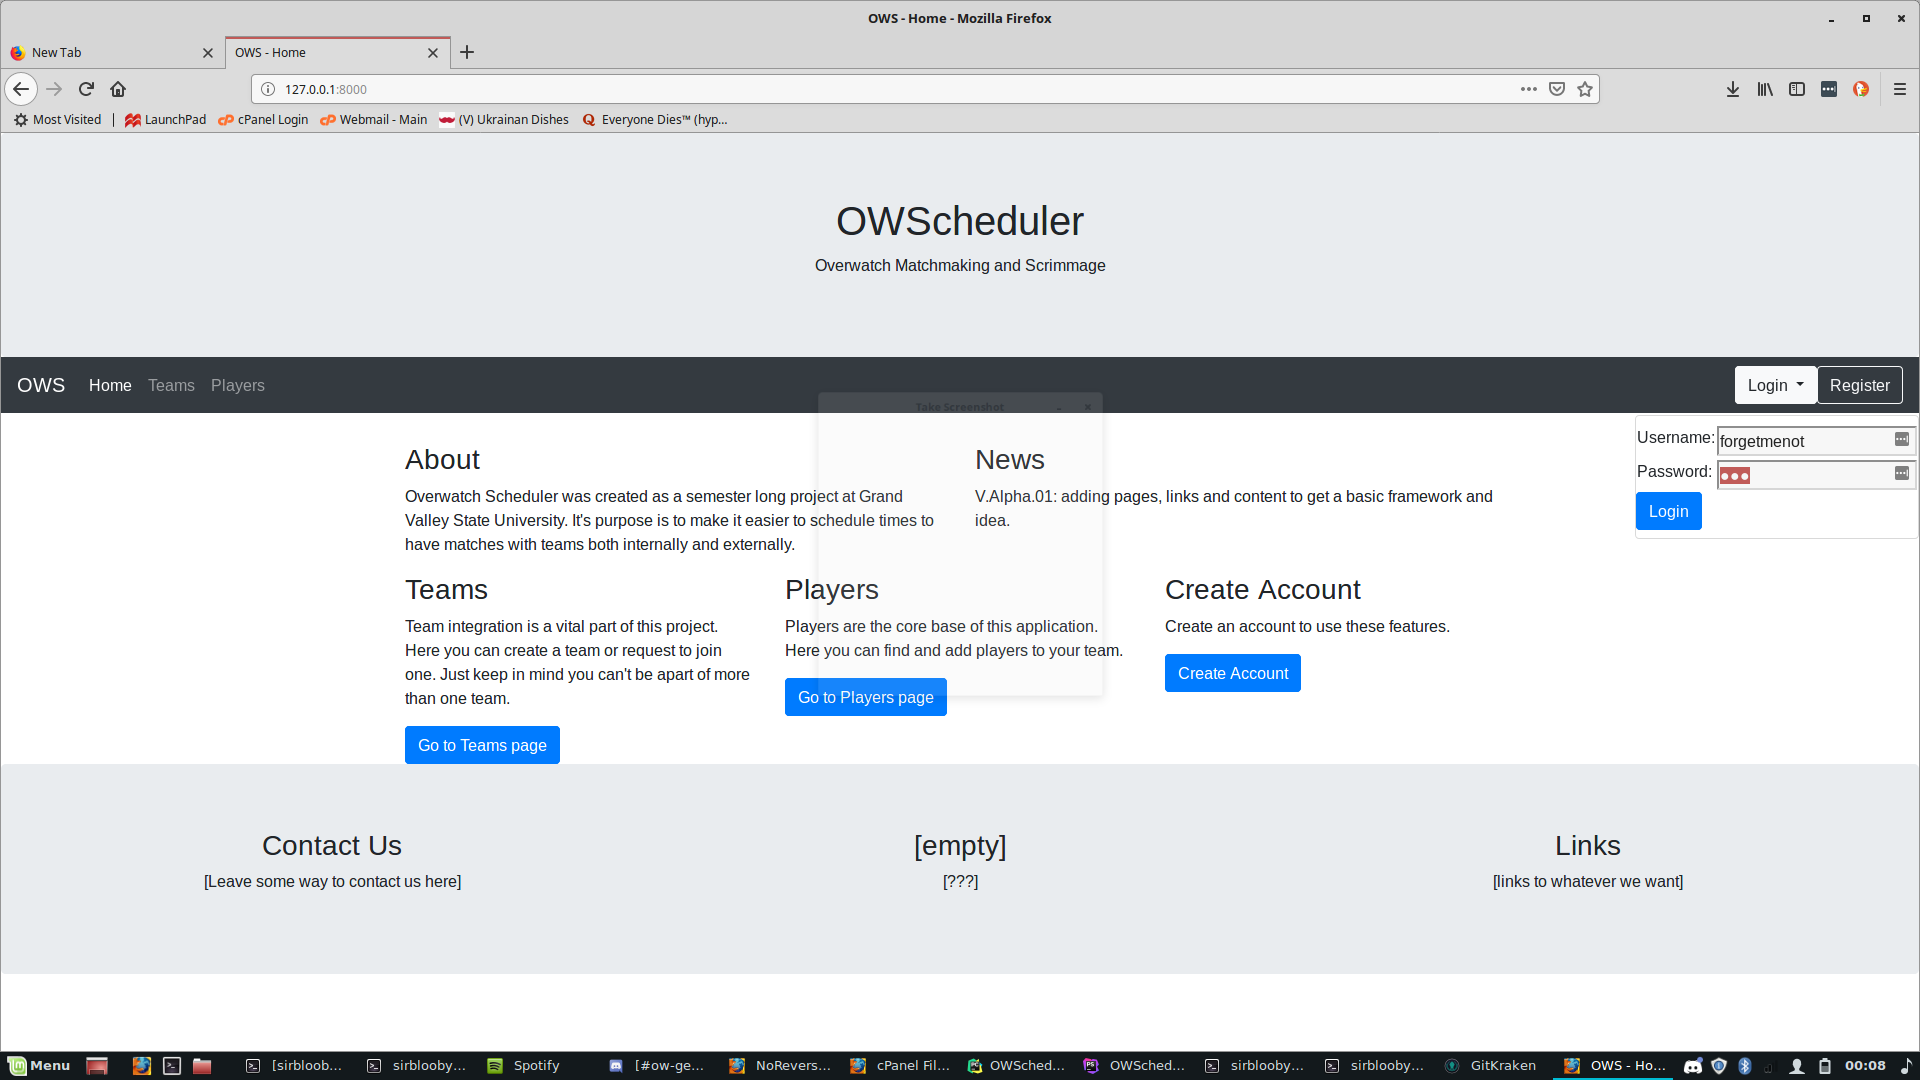 OWS - Home - Mozilla Firefox
New Tab
OWS - Home
127.0.0.1:8000
Most Visited
LaunchPad
cPanel Login
Webmail - Main
(V) Ukrainan Dishes
Everyone Dies™ (hyp...
OWScheduler
Overwatch Matchmaking and Scrimmage
OWS Home Teams Players
Login
Register
Take Screenshot
Username: forgetmenot
Password:
Login
About
Overwatch Scheduler was created as a semester long project at Grand
Valley State University. It's purpose is to make it easier to schedule times to
have matches with teams both internally and externally.
News
V.Alpha.01: adding pages, links and content to get a basic framework and
idea.
Teams
Team integration is a vital part of this project.
Here you can create a team or request to join
one. Just keep in mind you can't be apart of more
than one team.
Go to Teams page
Players
Players are the core base of this application.
Here you can find and add players to your team.
Go to Players page
Create Account
Create an account to use these features.
Create Account
Contact Us
[Leave some way to contact us here]
[empty]
[???]
Links
[links to whatever we want]
Menu
[sirbloob...
sirblooby...
Spotify
[#ow-ge...
NoRevers...
cPanel Fil...
OWSched...
OWSched...
sirblooby...
sirblooby...
GitKraken
OWS - Ho...
00:08